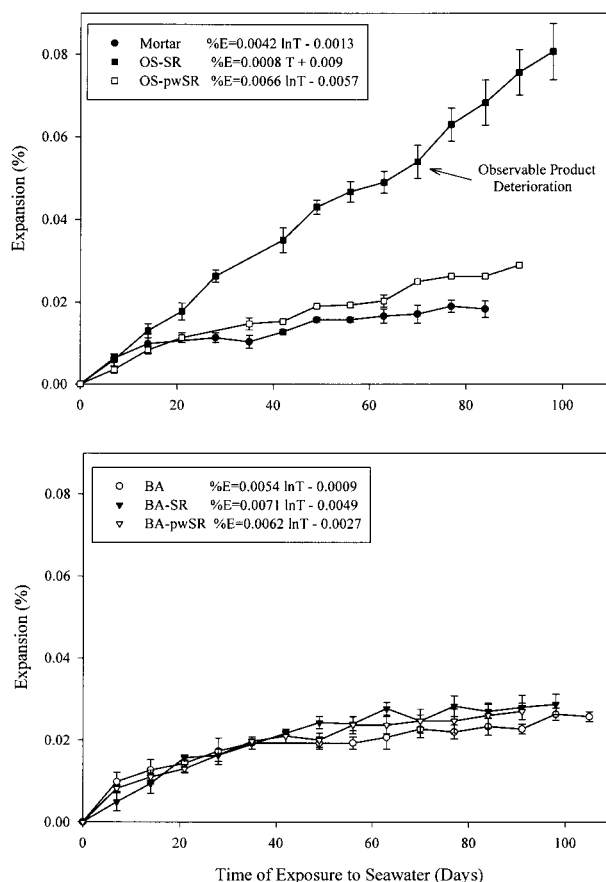 0.08
0.06
0.04
0.02
0.00
Expansion (%)
Mortar %E=0.0042 lnT - 0.0013
OS-SR %E=0.0008 T + 0.009
OS-pwSR %E=0.0066 lnT - 0.0057
Observable Product
Deterioration
0 20 40 60 80 100
0.08
0.06
0.04
0.02
0.00
Expansion (%)
BA %E=0.0054 lnT - 0.0009
BA-SR %E=0.0071 lnT - 0.0049
BA-pwSR %E=0.0062 lnT - 0.0027
0 20 40 60 80 100
Time of Exposure to Seawater (Days)